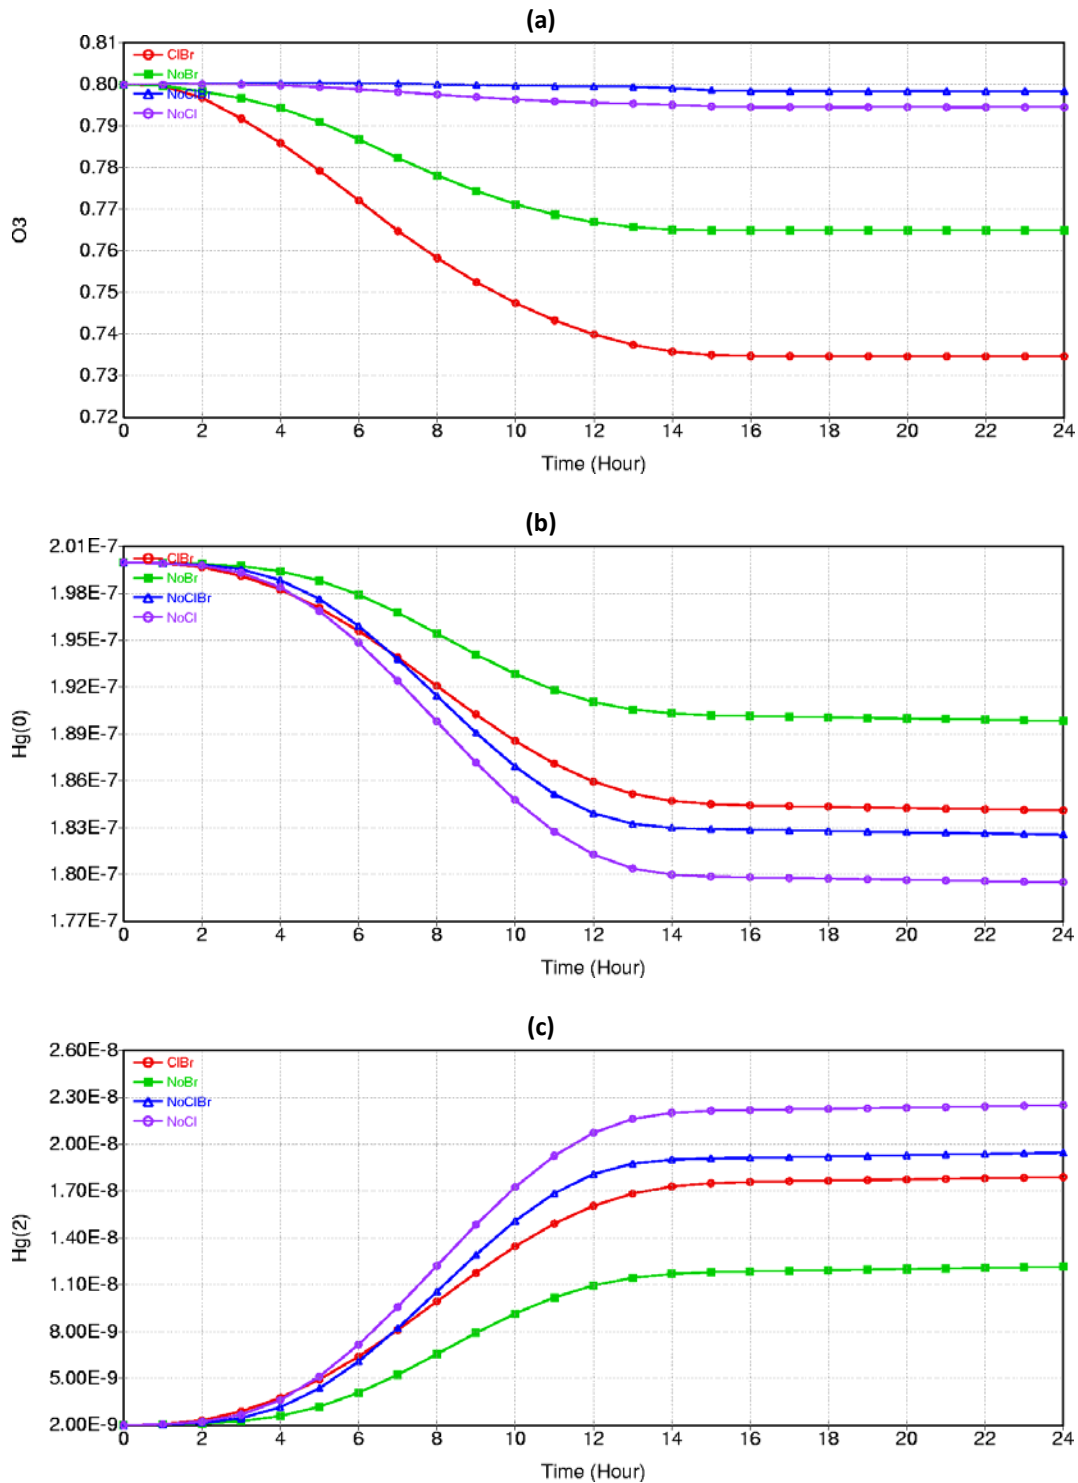 (a)
0.81
0.80
0.79
0.78
0.77
0.76
0.75
0.74
0.73
0.72
O3
ClBr
NoBr
NoClBr
NoCl
0 2 4 6 8 10 12 14 16 18 20 22 24
Time (Hour)
(b)
2.01E-7
1.98E-7
1.95E-7
1.92E-7
1.89E-7
1.86E-7
1.83E-7
1.80E-7
1.77E-7
Hg(0)
ClBr
NoBr
NoClBr
NoCl
0 2 4 6 8 10 12 14 16 18 20 22 24
Time (Hour)
(c)
2.60E-8
2.30E-8
2.00E-8
1.70E-8
1.40E-8
1.10E-8
8.00E-9
5.00E-9
2.00E-9
Hg(2)
ClBr
NoBr
NoClBr
NoCl
0 2 4 6 8 10 12 14 16 18 20 22 24
Time (Hour)